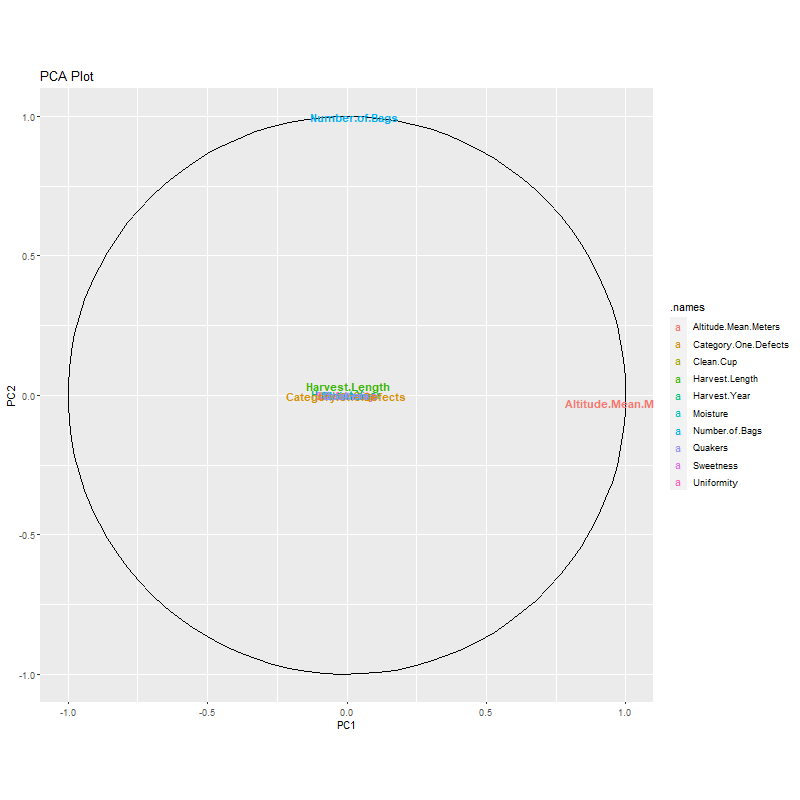 PCA Plot
1.0
0.5
0.0
-0.5
-1.0
PC2
Number.of.Bags
Harvest.Length
Altitude.Mean.M
-1.0
-0.5
0.0
0.5
1.0
PC1
.names
a Altitude.Mean.Meters
a Category.One.Defects
a Clean.Cup
a Harvest.Length
a Harvest.Year
a Moisture
a Number.of.Bags
a Quakers
a Sweetness
a Uniformity